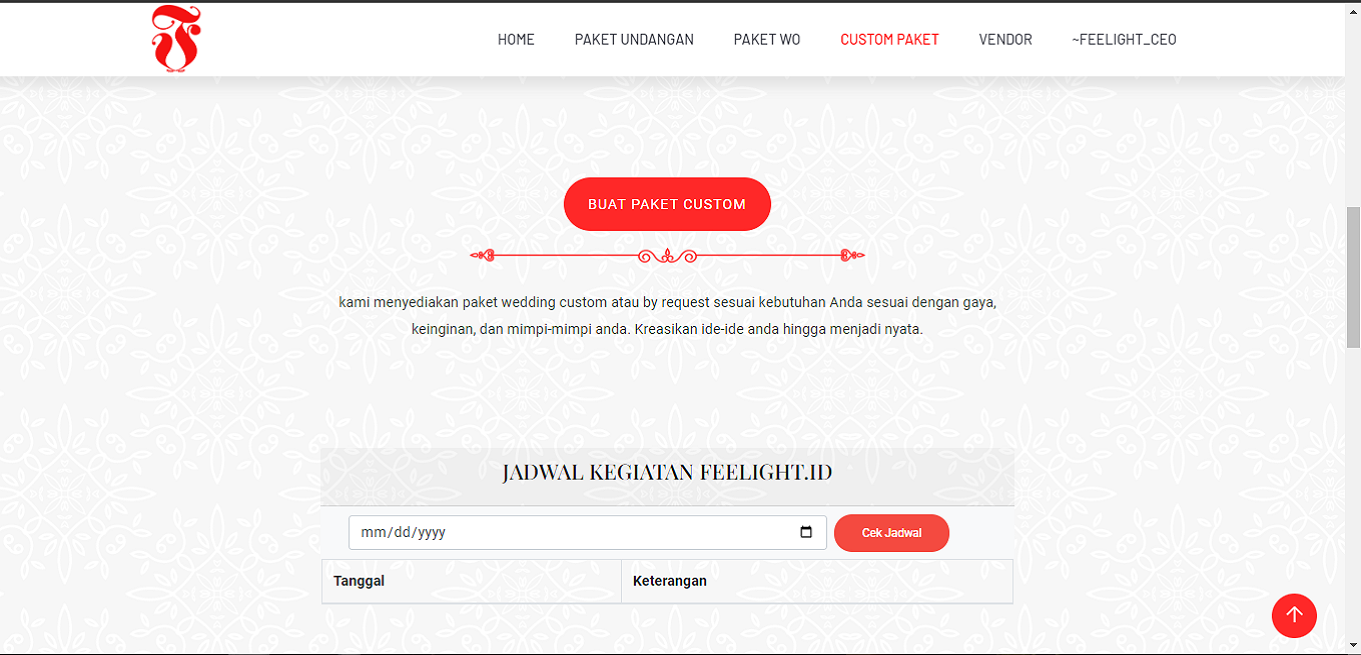 HOME PAKET UNDANGAN PAKET WO CUSTOM PAKET VENDOR ~FEELIGHT_CEO
BUAT PAKET CUSTOM
kami menyediakan paket wedding custom atau by request sesuai kebutuhan Anda sesuai dengan gaya,
keinginan, dan mimpi-mimpi anda. Kreasikan ide-ide anda hingga menjadi nyata.
JADWAL KEGIATAN FEELIGHT.ID
mm/dd/yyyy Cek Jadwal
Tanggal Keterangan